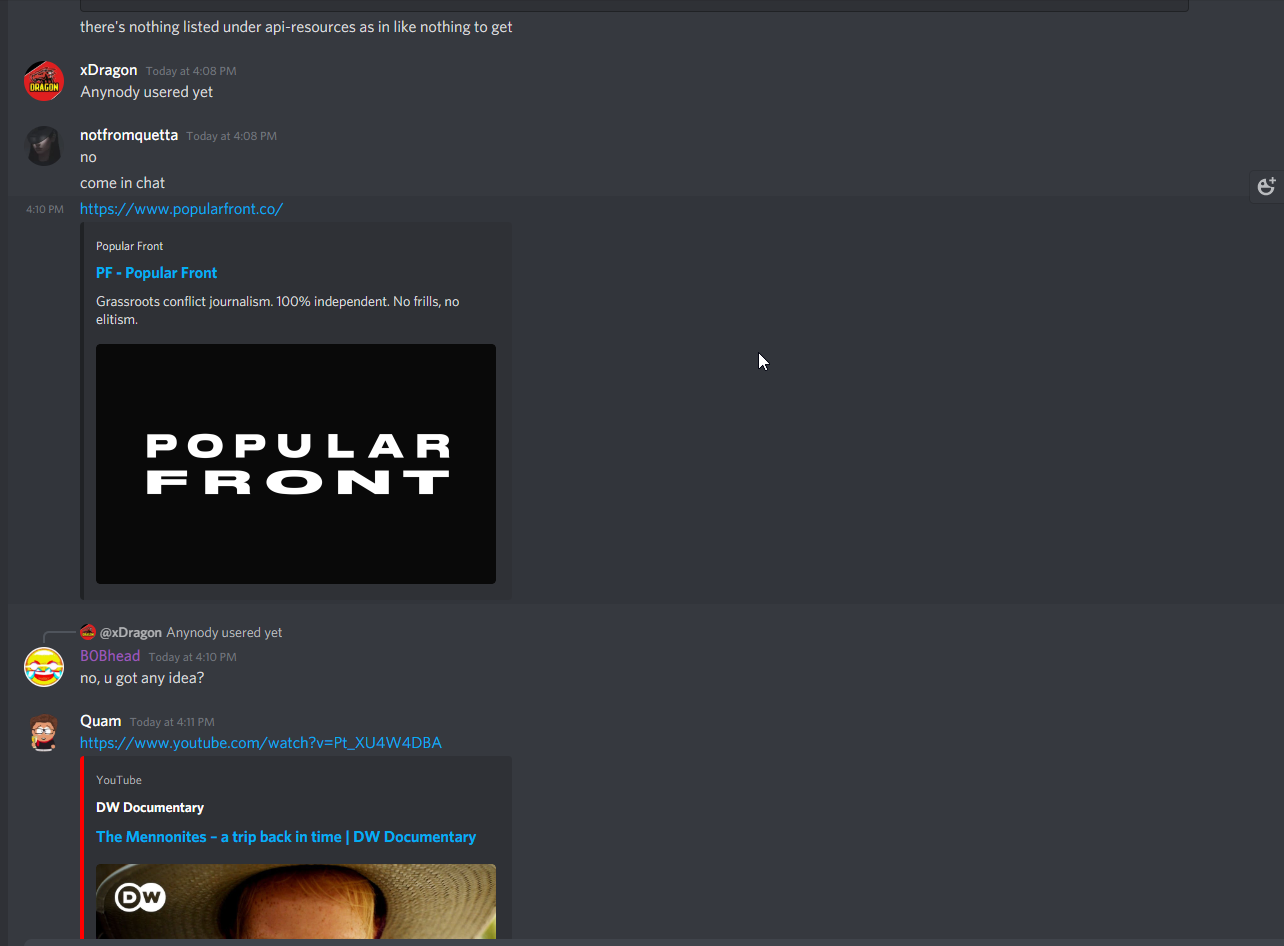 there's nothing listed under api-resources as in like nothing to get
xDragon Today at 4:08 PM
DRAGON
Anynody usered yet
notfromquetta Today at 4:08 PM
no
come in chat
4:10 PM https://www.popularfront.co/
Popular Front
PF - Popular Front
Grassroots conflict journalism. 100% independent. No frills, no
elitism.
POPULAR
FRONT
@xDragon Anynody usered yet
B0Bhead Today at 4:10 PM
no, u got any idea?
Quam Today at 4:11 PM
https://www.youtube.com/watch?v=Pt_XU4W4DBA
YouTube
DW Documentary
The Mennonites – a trip back in time | DW Documentary
DW